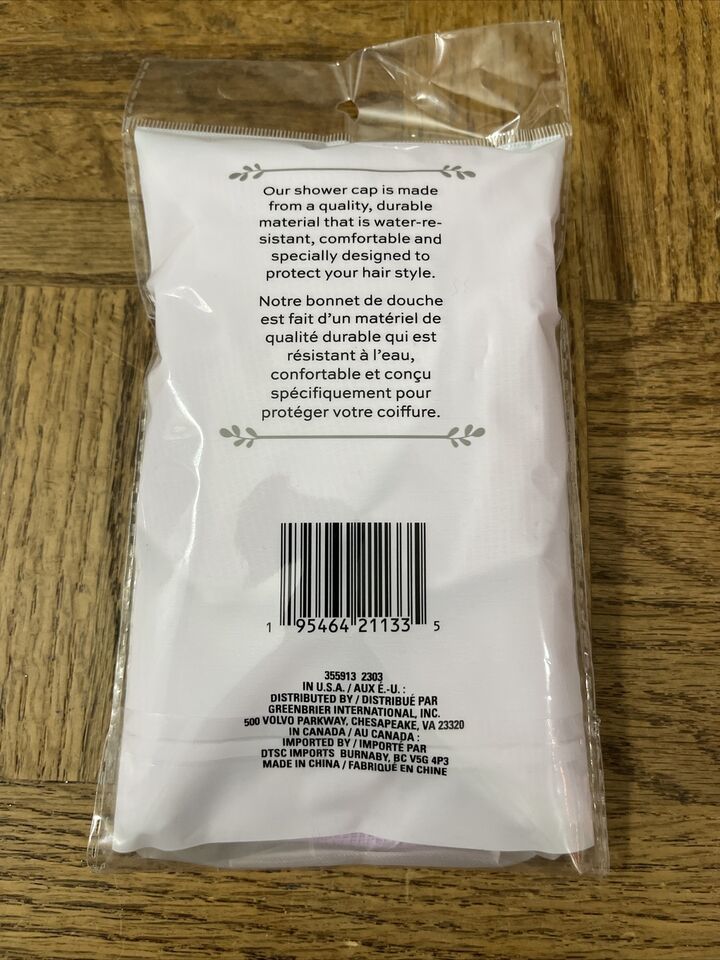 Our shower cap is made
from a quality, durable
material that is water-re-
sistant, comfortable and
specially designed to
protect your hair style.
Notre bonnet de douche
est fait d'un matériel de
qualité durable qui est
résistant à l'eau,
confortable et conçu
spécifiquement pour
protéger votre coiffure.
1 95464 21133 5
355913 2303
IN U.S.A. / AUX É.-U. :
DISTRIBUTED BY / DISTRIBUÉ PAR
GREENBRIER INTERNATIONAL, INC.
500 VOLVO PARKWAY, CHESAPEAKE, VA 23320
IN CANADA / AU CANADA :
IMPORTED BY / IMPORTÉ PAR
DTSC IMPORTS BURNABY, BC V5G 4P3
MADE IN CHINA / FABRIQUÉ EN CHINE